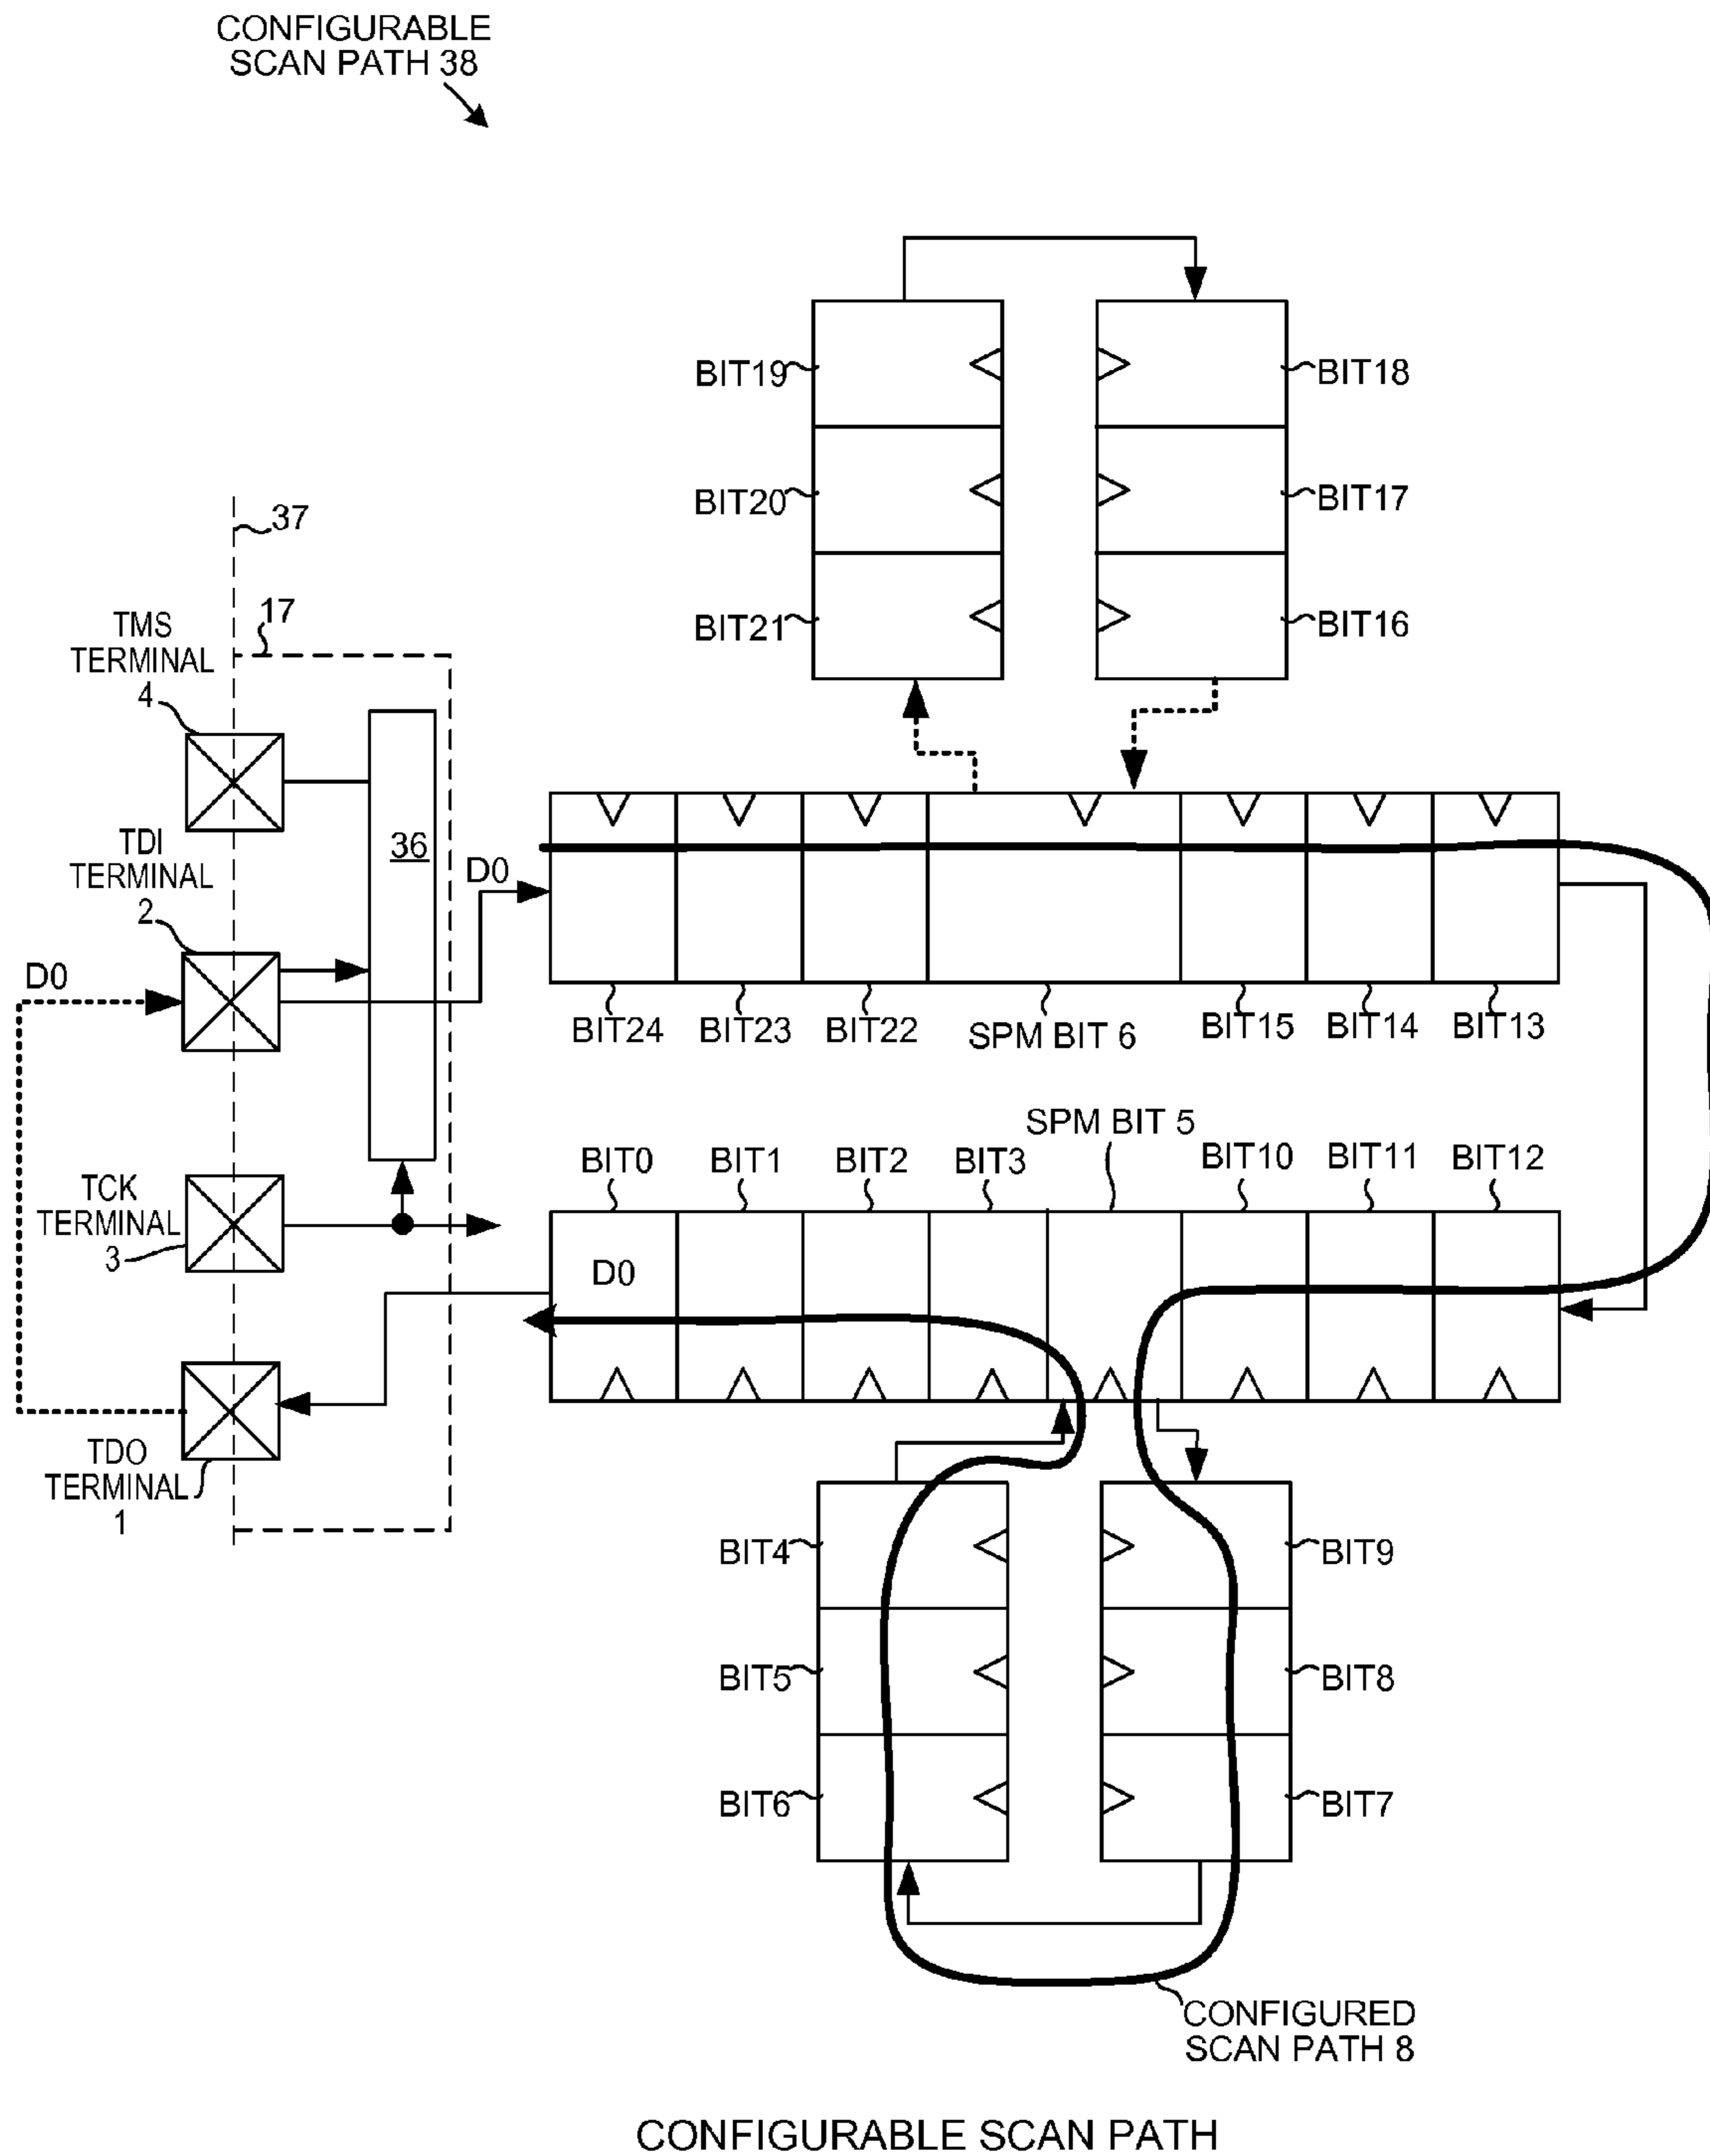 CONFIGURABLE
SCAN PATH 38
BIT19
BIT18
BIT20
BIT17
BIT21
BIT16
37
17
TMS
TERMINAL
4
36
TDI
TERMINAL
2
D0
D0
BIT24
BIT23
BIT22
SPM BIT 6
BIT15
BIT14
BIT13
SPM BIT 5
BIT0
BIT1
BIT2
BIT3
BIT10
BIT11
BIT12
TCK
TERMINAL
3
D0
TDO
TERMINAL
1
BIT4
BIT9
BIT5
BIT8
BIT6
BIT7
CONFIGURED
SCAN PATH 8
CONFIGURABLE SCAN PATH